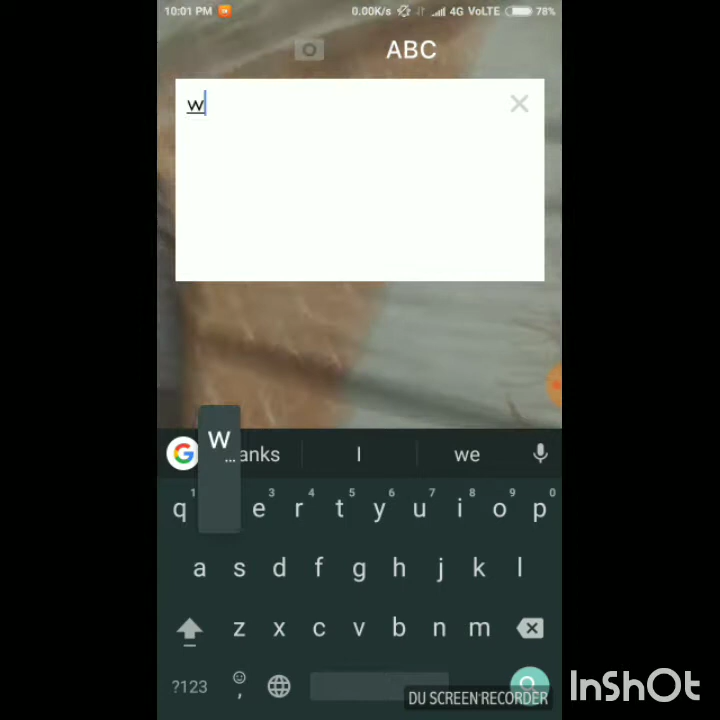 10:01 PM 0.00K/s 4G VoLTE 78%
ABC
w
W
... anks I we
q 1 e 3 r 4 t 5 y 6 u 7 i 8 o 9 p 0
a s d f g h j k l
z x c v b n m
?123 ,
DU SCREEN RECORDER
InShOt